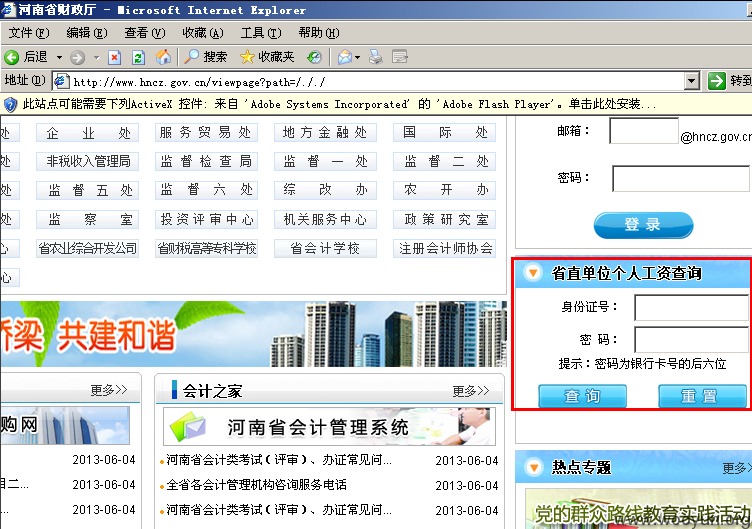 河南省财政厅 - Microsoft Internet Explorer
文件(F) 编辑(E) 查看(V) 收藏(A) 工具(T) 帮助(H)
后退 搜索 收藏夹
地址(D) http://www.hncz.gov.cn/viewpage?path=/./ 转到
此站点可能需要下列ActiveX 控件: 来自 'Adobe Systems Incorporated' 的 'Adobe Flash Player'。单击此处安装...
处 企业处 服务贸易处 地方金融处 国际处
处 非税收入管理局 监督检查局 监督一处 监督二处
处 监督五处 监督六处 综改办 农开办
处 监察室 投资评审中心 机关服务中心 政策研究室
心 省农业综合开发公司 省财税高等专科学校 省会计学校 注册会计师协会
心
邮箱： @hncz.gov.cn
密码：
登录
省直单位个人工资查询
身份证号：
密 码：
提示：密码为银行卡号的后六位
查询 重置
桥梁 共建和谐
更多>>
购网
2013-06-04
目二... 2013-06-04
2013-06-04
会计之家 更多>>
河南省会计管理系统
河南省会计类考试（评审）、办证常见问... 2013-06-04
全省各会计管理机构咨询服务电话 2013-06-04
河南省会计类考试（评审）、办证常见问... 2013-06-04
热点专题 更多>
党的群众路线教育实践活动